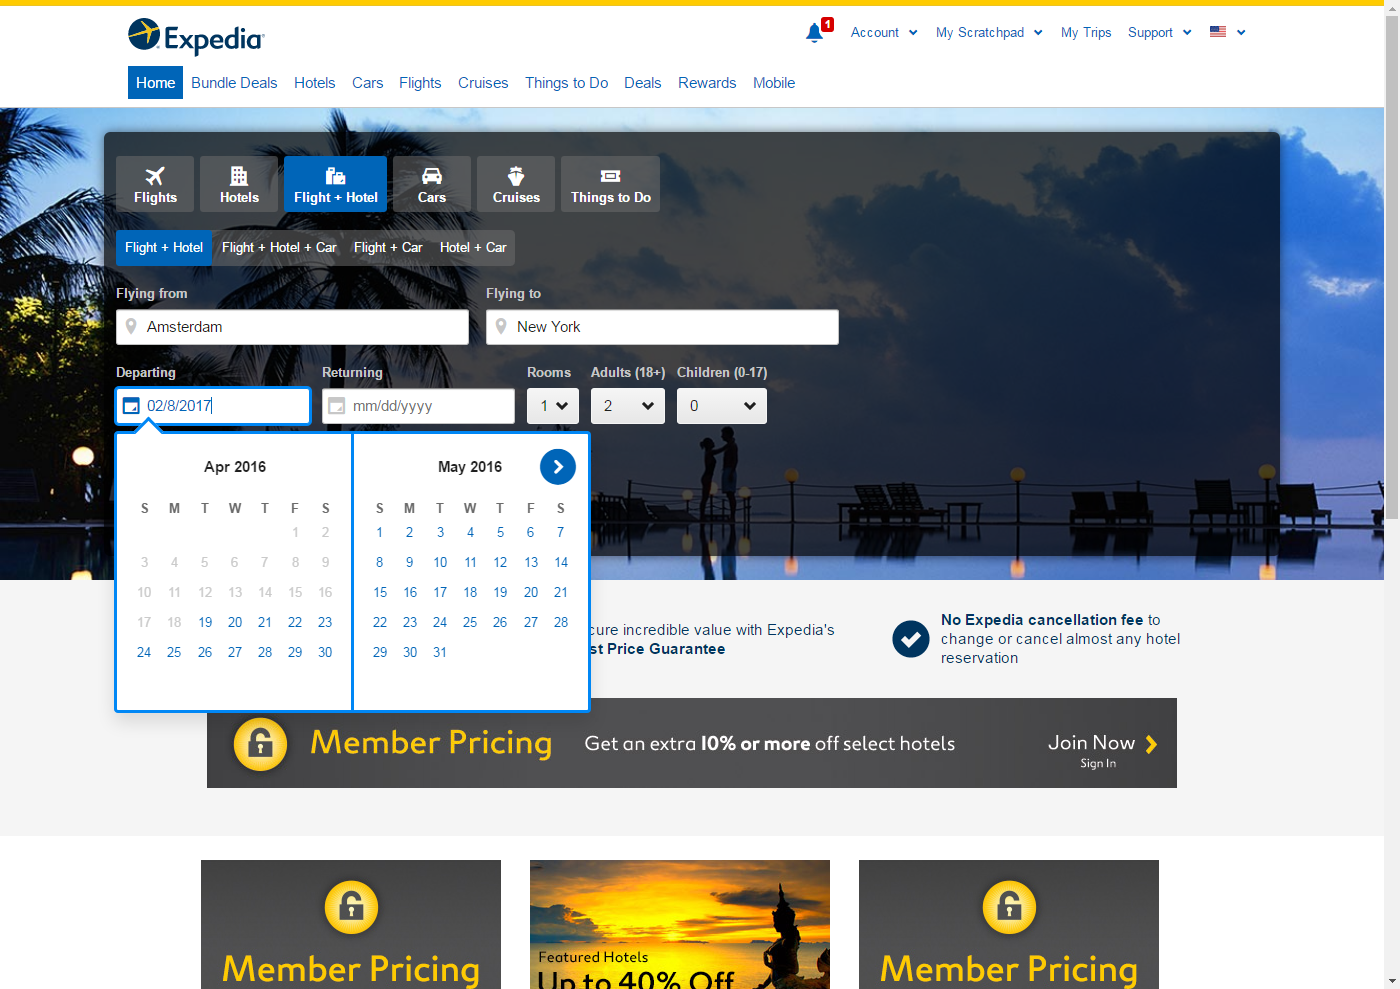 Expedia
1
Account
My Scratchpad
My Trips
Support
Home
Bundle Deals
Hotels
Cars
Flights
Cruises
Things to Do
Deals
Rewards
Mobile
Flights
Hotels
Flight + Hotel
Cars
Cruises
Things to Do
Flight + Hotel
Flight + Hotel + Car
Flight + Car
Hotel + Car
Flying from
Flying to
Amsterdam
New York
Departing
Returning
Rooms
Adults (18+)
Children (0-17)
02/8/2017
mm/dd/yyyy
1
2
0
Apr 2016
S M T W T F S
1 2
3 4 5 6 7 8 9
10 11 12 13 14 15 16
17 18 19 20 21 22 23
24 25 26 27 28 29 30
May 2016
S M T W T F S
1 2 3 4 5 6 7
8 9 10 11 12 13 14
15 16 17 18 19 20 21
22 23 24 25 26 27 28
29 30 31
cure incredible value with Expedia's
st Price Guarantee
No Expedia cancellation fee to
change or cancel almost any hotel
reservation
Member Pricing
Get an extra 10% or more off select hotels
Join Now
Sign In
Member Pricing
Featured Hotels
Up to 40% Off
Member Pricing